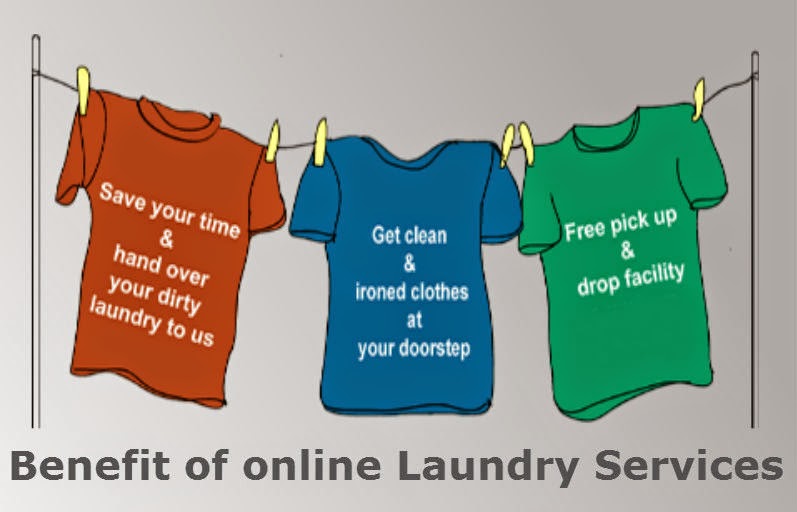 Save your time
&
hand over
your dirty
laundry to us
Get clean
&
ironed clothes
at
your doorstep
Free pick up
&
drop facility
Benefit of online Laundry Services